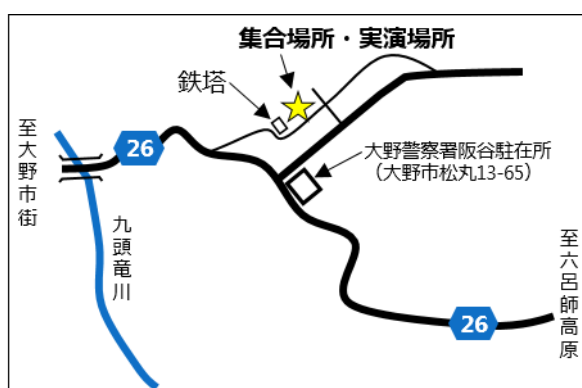 集合場所・実演場所
鉄塔
至大野市街
26
大野警察署阪谷駐在所
（大野市松丸13-65）
九頭竜川
至六呂師高原
26